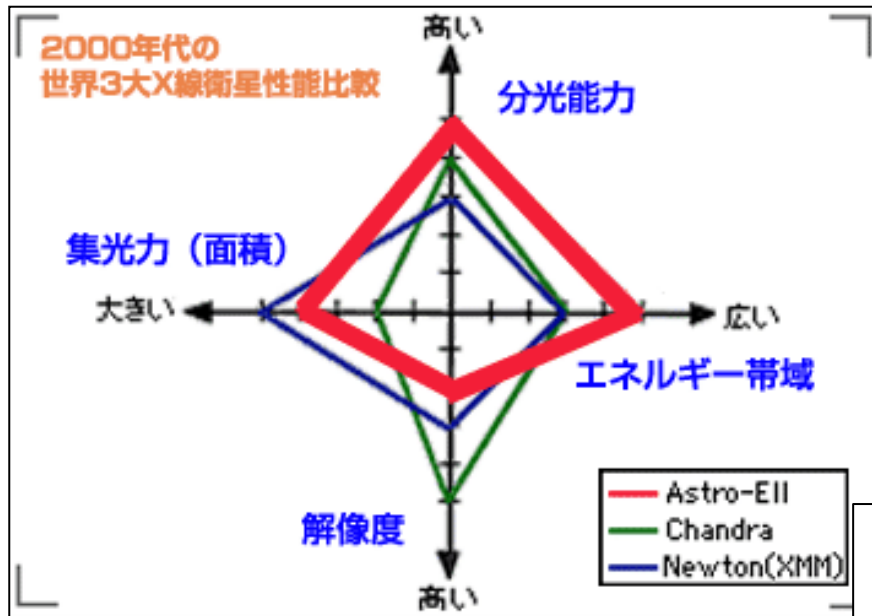 2000年代の
世界3大X線衛星性能比較
高い
分光能力
集光力（面積）
大きい
広い
エネルギー帯域
解像度
高い
Astro-EII
Chandra
Newton(XMM)